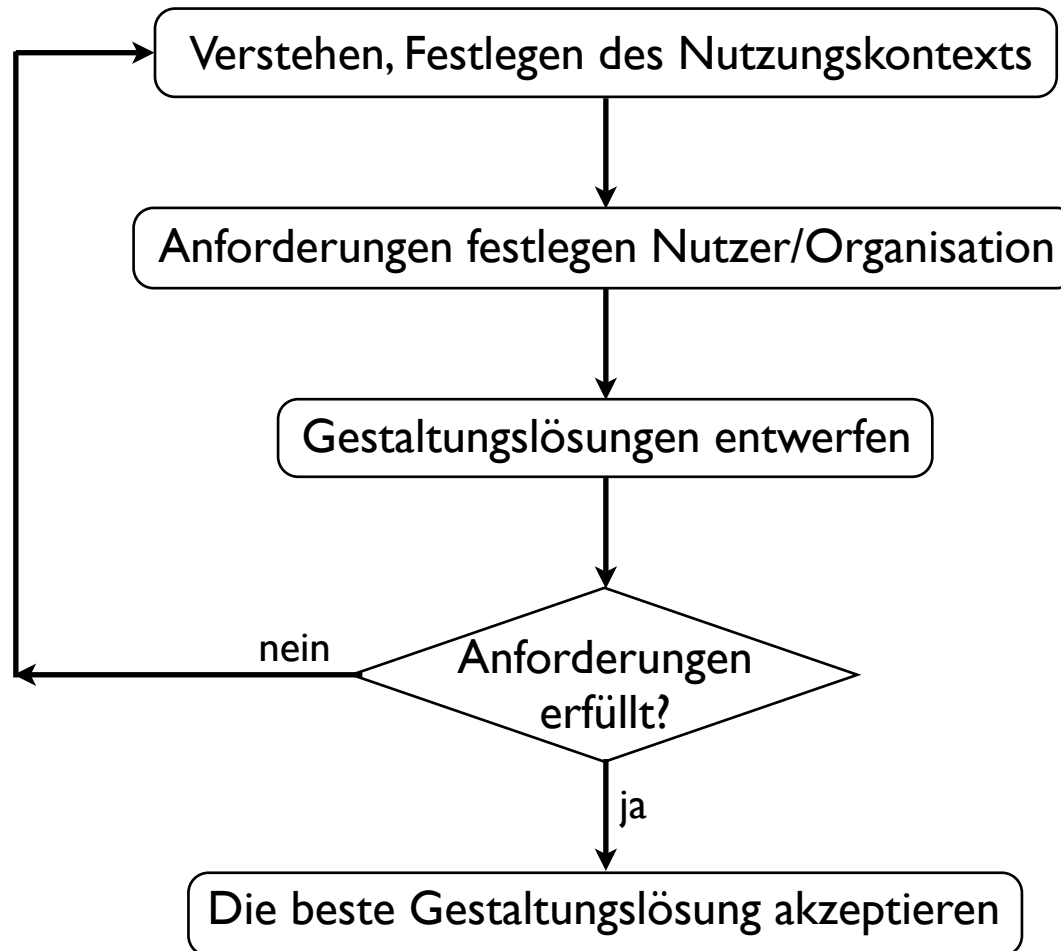 Verstehen, Festlegen des Nutzungskontexts
Anforderungen festlegen Nutzer/Organisation
Gestaltungslösungen entwerfen
nein
Anforderungen
erfüllt?
ja
Die beste Gestaltungslösung akzeptieren